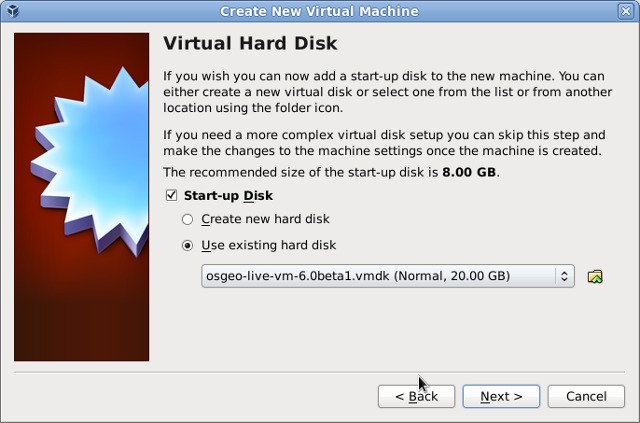 Create New Virtual Machine
Virtual Hard Disk
If you wish you can now add a start-up disk to the new machine. You can
either create a new virtual disk or select one from the list or from another
location using the folder icon.
If you need a more complex virtual disk setup you can skip this step and
make the changes to the machine settings once the machine is created.
The recommended size of the start-up disk is 8.00 GB.
Start-up Disk
Create new hard disk
Use existing hard disk
osgeo-live-vm-6.0beta1.vmdk (Normal, 20.00 GB)
< Back
Next >
Cancel